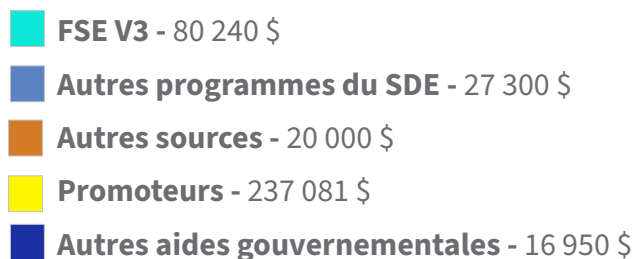 FSE V3 - 80 240 $
Autres programmes du SDE - 27 300 $
Autres sources - 20 000 $
Promoteurs - 237 081 $
Autres aides gouvernementales - 16 950 $